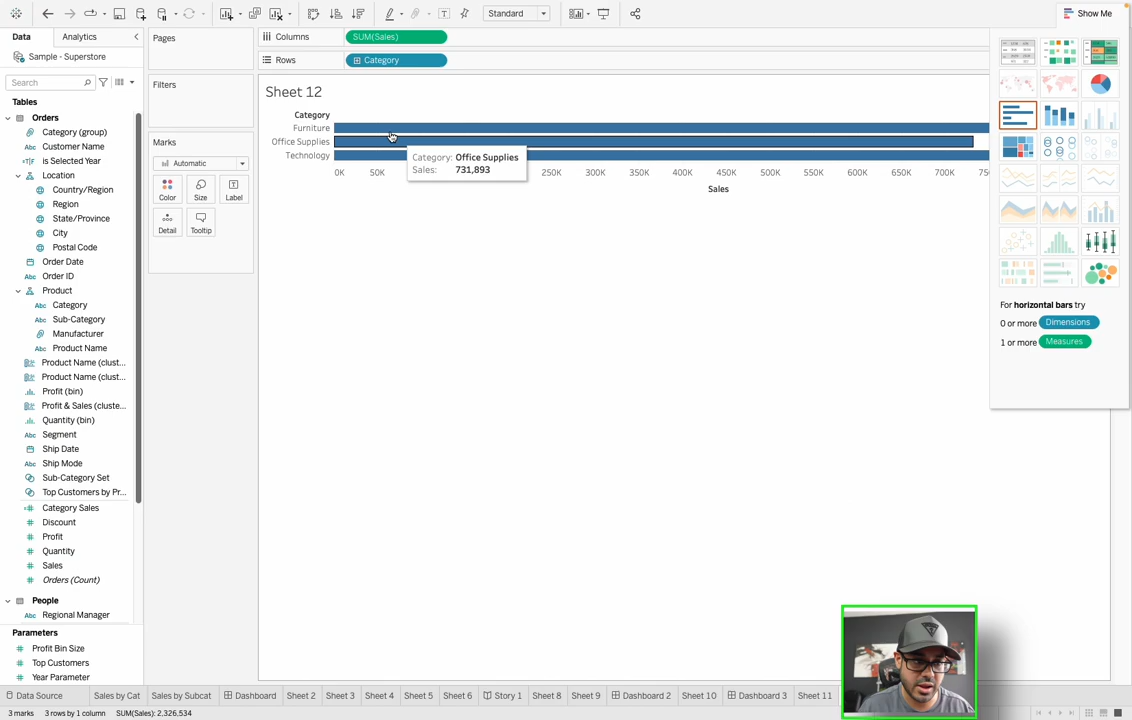 Standard
Show Me
Data
Analytics
Pages
Columns
SUM(Sales)
Sample - Superstore
Rows
Category
Search
Filters
Sheet 12
Tables
Orders
Category (group)
Customer Name
is Selected Year
Location
Country/Region
Region
State/Province
City
Postal Code
Order Date
Order ID
Product
Category
Sub-Category
Manufacturer
Product Name
Product Name (clust...
Product Name (clust...
Profit (bin)
Profit & Sales (cluste...
Quantity (bin)
Segment
Ship Date
Ship Mode
Sub-Category Set
Top Customers by Pr...
Category Sales
Discount
Profit
Quantity
Sales
Orders (Count)
People
Regional Manager
Parameters
Profit Bin Size
Top Customers
Year Parameter
Marks
Automatic
Color
Size
Label
Detail
Tooltip
Category
Furniture
Office Supplies
Technology
Category: Office Supplies
Sales: 731,893
0K 50K 250K 300K 350K 400K 450K 500K 550K 600K 650K 700K
Sales
For horizontal bars try
0 or more Dimensions
1 or more Measures
Data Source Sales by Cat Sales by Subcat Dashboard Sheet 2 Sheet 3 Sheet 4 Sheet 5 Sheet 6 Story 1 Sheet 8 Sheet 9 Dashboard 2 Sheet 10 Dashboard 3 Sheet 11
3 marks 3 rows by 1 column SUM(Sales): 2,326,534